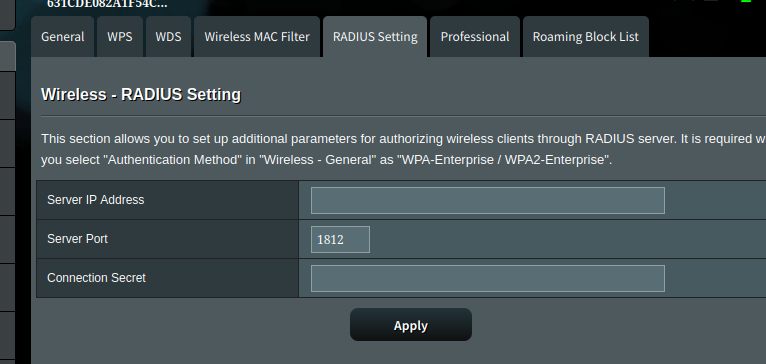 631CDE082A1F54C...
General
WPS
WDS
Wireless MAC Filter
RADIUS Setting
Professional
Roaming Block List
Wireless - RADIUS Setting
This section allows you to set up additional parameters for authorizing wireless clients through RADIUS server. It is required
you select "Authentication Method" in "Wireless - General" as "WPA-Enterprise / WPA2-Enterprise".
Server IP Address
Server Port 1812
Connection Secret
Apply